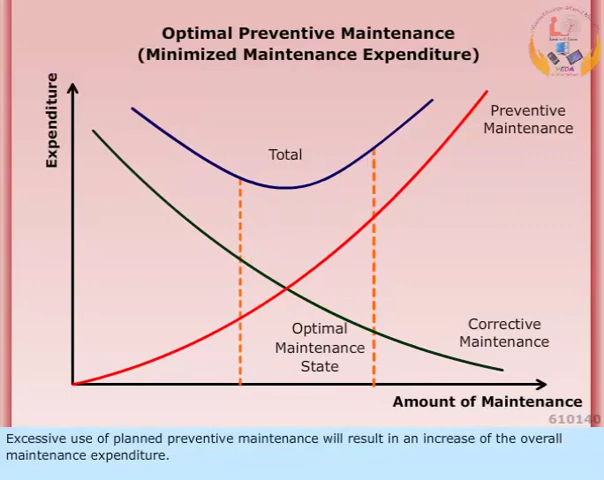 Optimal Preventive Maintenance
(Minimized Maintenance Expenditure)
Expenditure
Preventive
Maintenance
Total
Optimal
Maintenance
State
Corrective
Maintenance
Amount of Maintenance
610140
Excessive use of planned preventive maintenance will result in an increase of the overall
maintenance expenditure.